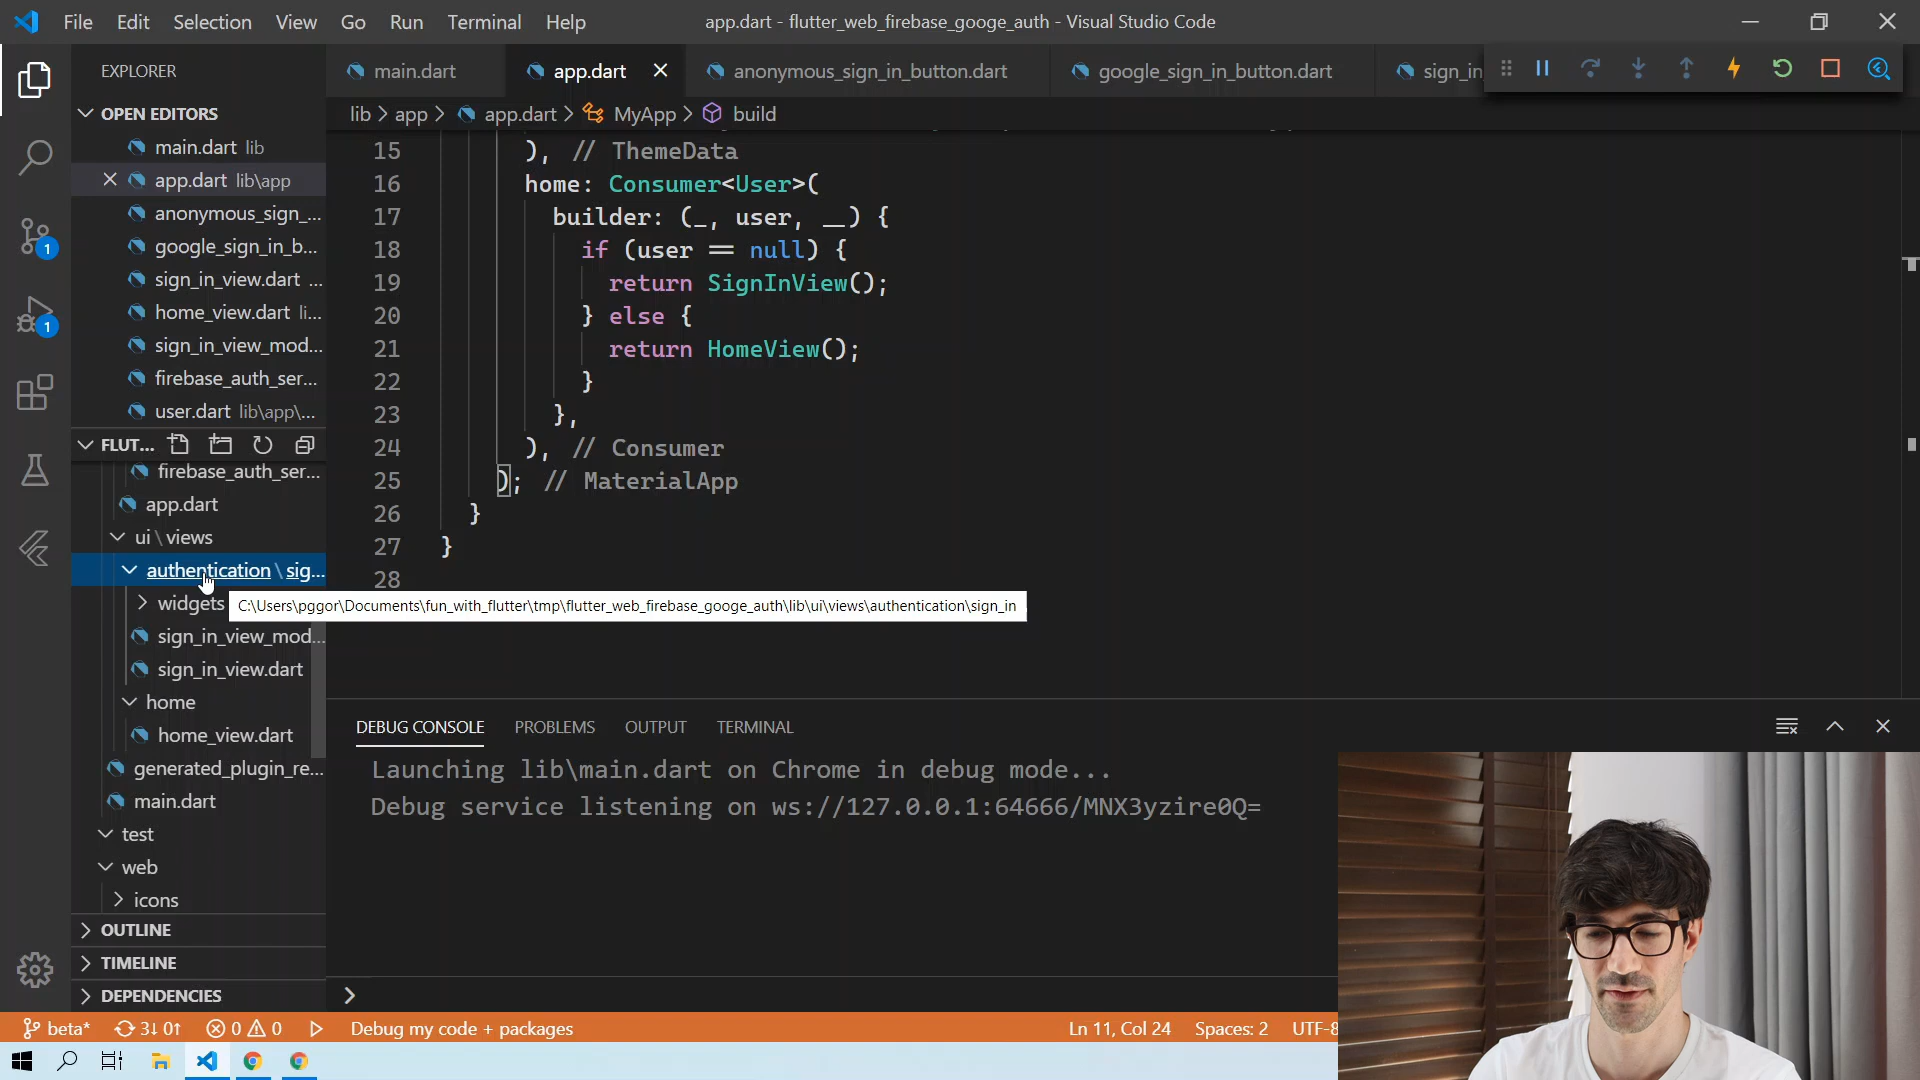 File Edit Selection View Go Run Terminal Help
app.dart - flutter_web_firebase_googe_auth - Visual Studio Code
EXPLORER
OPEN EDITORS
main.dart lib
app.dart lib\app
anonymous_sign_...
google_sign_in_b...
sign_in_view.dart ...
home_view.dart li...
sign_in_view_mod...
firebase_auth_ser...
user.dart lib\app\...
FLUT...
firebase_auth_ser...
app.dart
ui \ views
authentication \ sig...
widgets
sign_in_view_mod...
sign_in_view.dart
home
home_view.dart
generated_plugin_re...
main.dart
test
web
icons
OUTLINE
TIMELINE
DEPENDENCIES
1
1
main.dart app.dart anonymous_sign_in_button.dart google_sign_in_button.dart sign_in
lib > app > app.dart > MyApp > build
15 ), // ThemeData
16 home: Consumer<User>(
17 builder: (_, user, __) {
18 if (user == null) {
19 return SignInView();
20 } else {
21 return HomeView();
22 }
23 },
24 ), // Consumer
25 ); // MaterialApp
26 }
27 }
28
C:\Users\pggor\Documents\fun_with_flutter\tmp\flutter_web_firebase_googe_auth\lib\ui\views\authentication\sign_in
DEBUG CONSOLE PROBLEMS OUTPUT TERMINAL
Launching lib\main.dart on Chrome in debug mode...
Debug service listening on ws://127.0.0.1:64666/MNX3yzire0Q=
beta* 3↓ 0↑ 0 0 Debug my code + packages Ln 11, Col 24 Spaces: 2 UTF-8